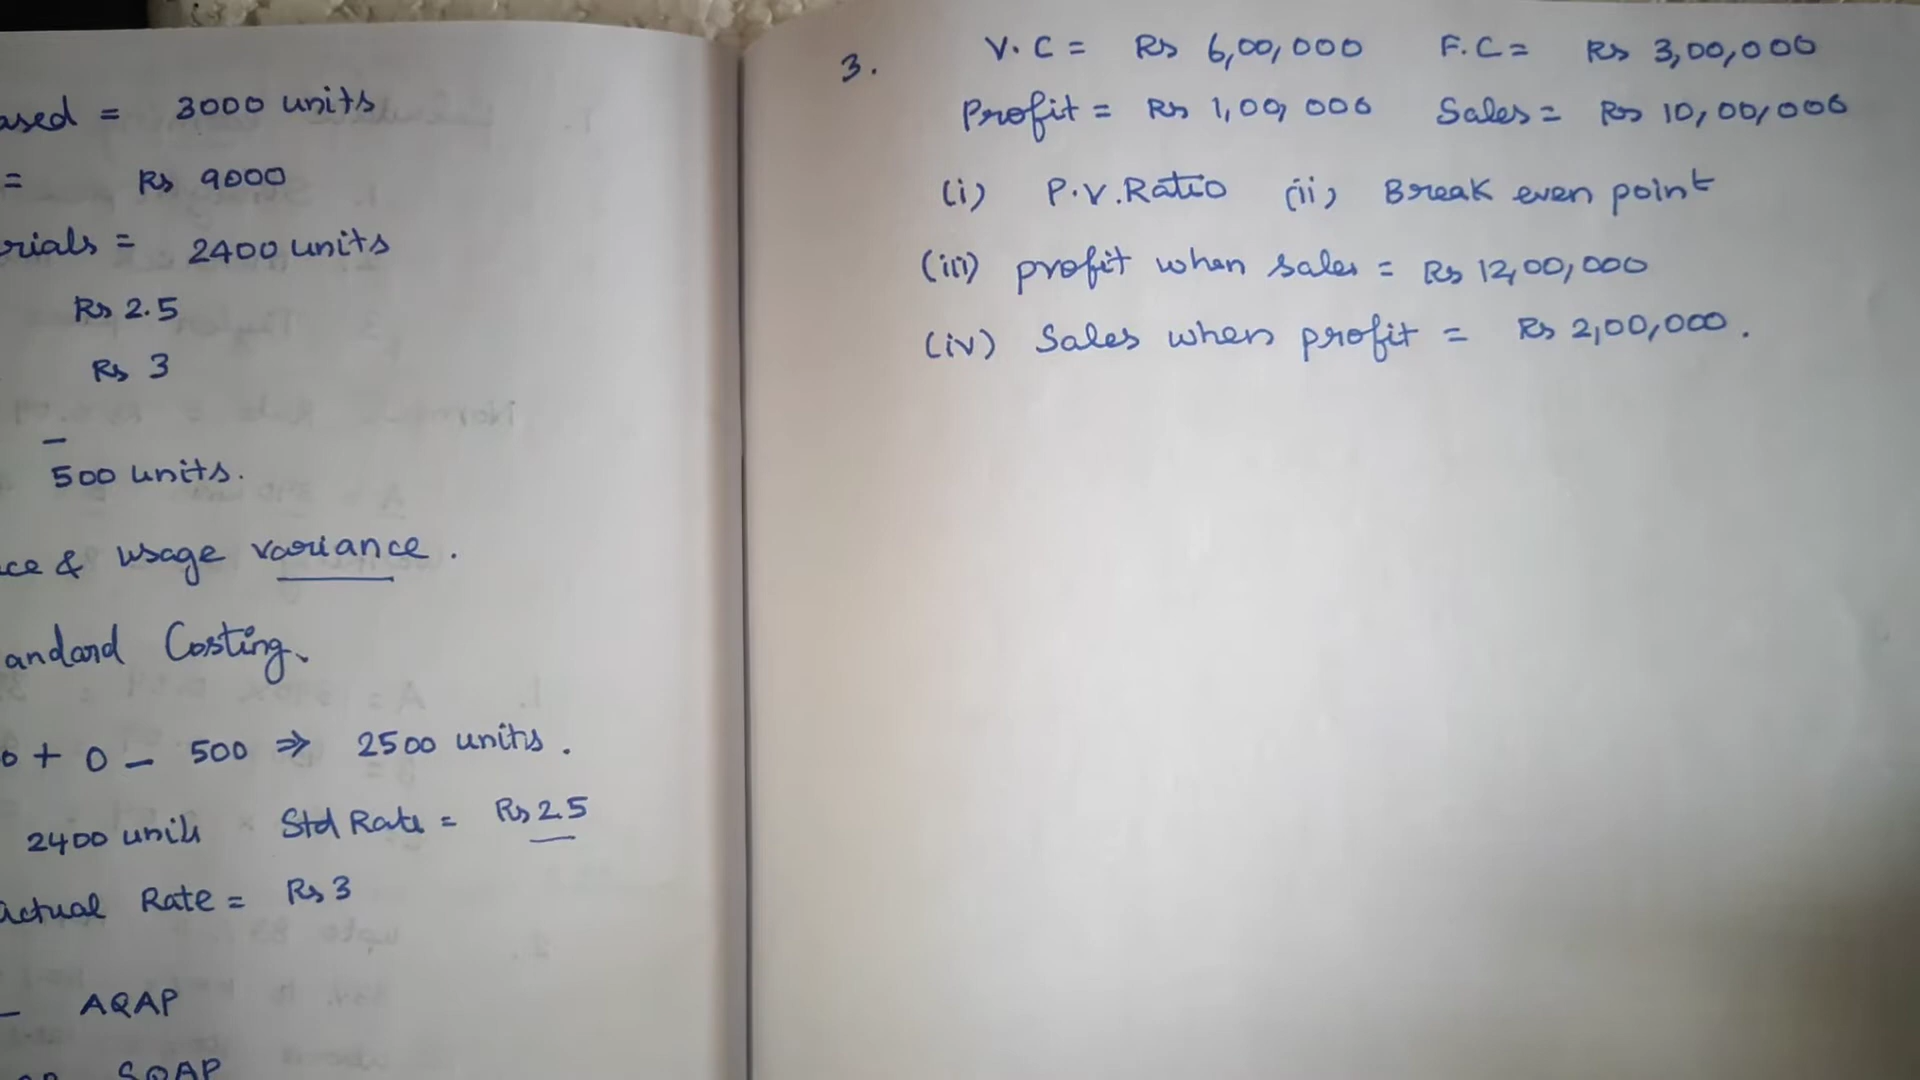 ased = 3000 units
= Rs 9000
rials = 2400 units
Rs 2.5
Rs 3
500 units.
ce & usage variance.
andard Costing.
0 + 0 - 500 ⇒ 2500 units.
2400 units Std Rate = Rs 2.5
actual Rate = Rs 3
- AQAP
SQAP
3. V.C = Rs 6,00,000 F.C = Rs 3,00,000
Profit = Rs 1,00,000 Sales = Rs 10,00,000
(i) P.V.Ratio (ii) Break even point
(iii) profit when sales = Rs 12,00,000
(iv) Sales when profit = Rs 2,00,000.